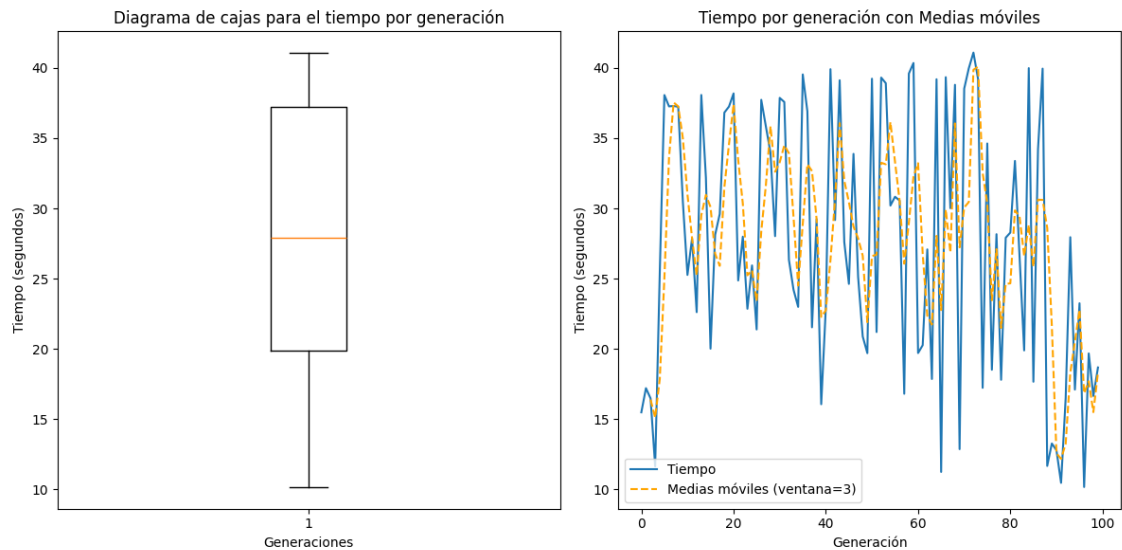 Diagrama de cajas para el tiempo por generación
Tiempo (segundos)
40
35
30
25
20
15
10
1
Generaciones
Tiempo por generación con Medias móviles
Tiempo (segundos)
40
35
30
25
20
15
10
Tiempo
Medias móviles (ventana=3)
0 20 40 60 80 100
Generación